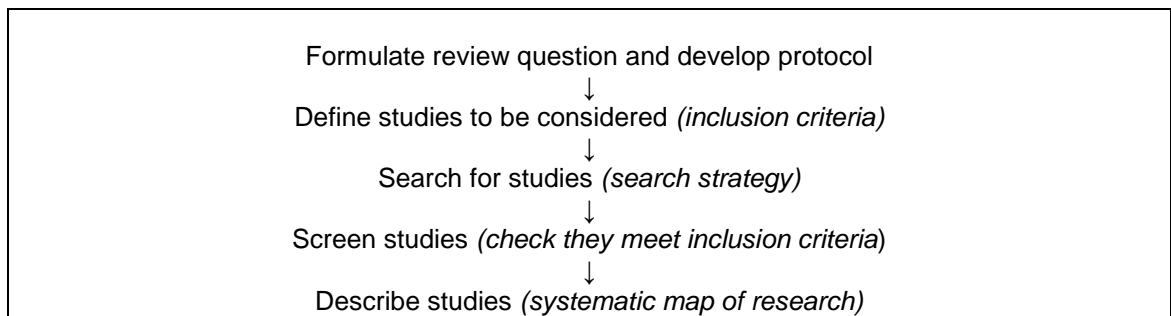 Formulate review question and develop protocol
↓
Define studies to be considered (inclusion criteria)
↓
Search for studies (search strategy)
↓
Screen studies (check they meet inclusion criteria)
↓
Describe studies (systematic map of research)